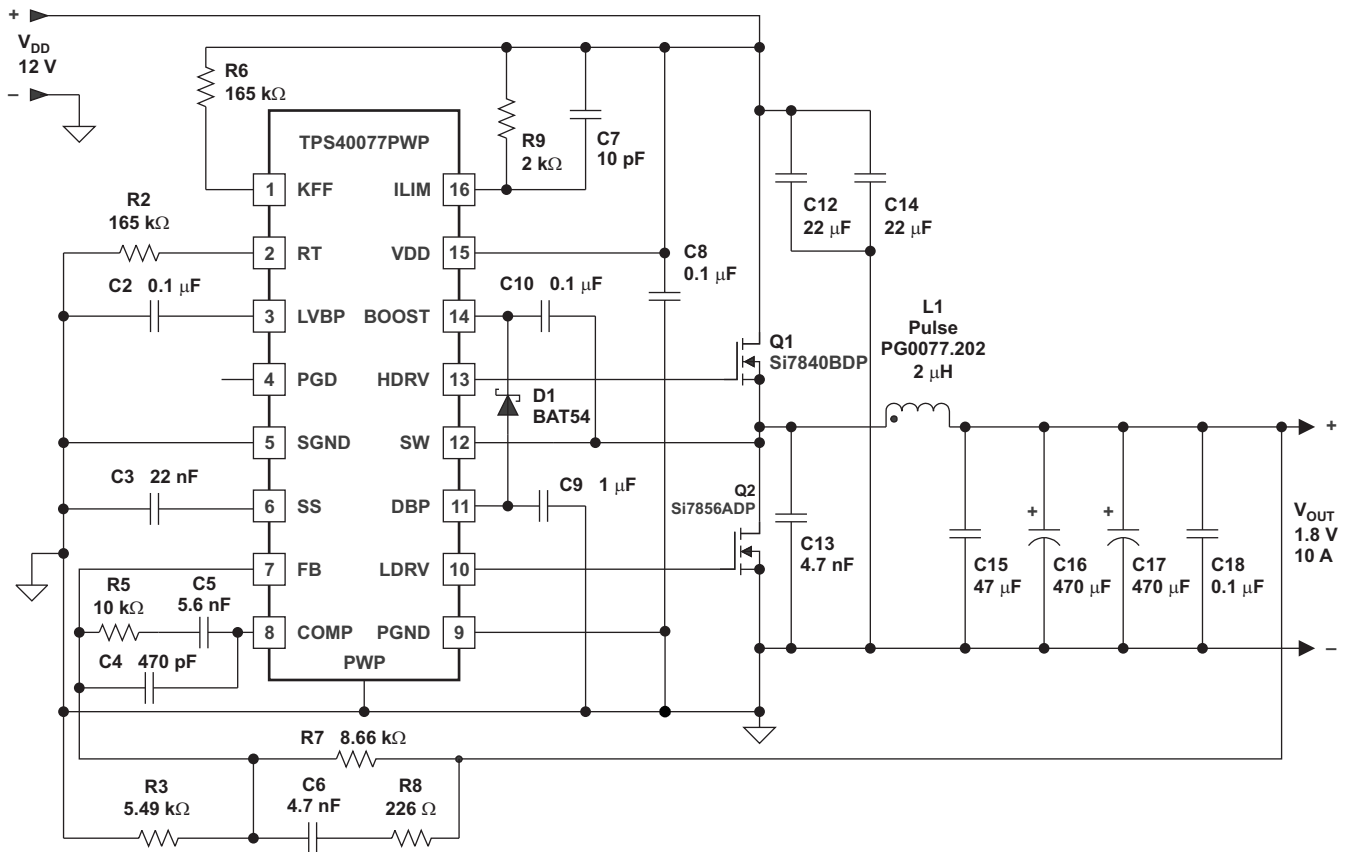 +
V_DD
12 V
–
R6
165 kΩ
TPS40077PWP
R9
2 kΩ
C7
10 pF
1 KFF
ILIM 16
C12
22 μF
C14
22 μF
R2
165 kΩ
2 RT
VDD 15
C8
0.1 μF
C2 0.1 μF
C10 0.1 μF
3 LVBP
BOOST 14
L1
Pulse
PG0077.202
2 μH
Q1
Si7840BDP
4 PGD
HDRV 13
D1
BAT54
5 SGND
SW 12
+
C3 22 nF
C9 1 μF
6 SS
DBP 11
Q2
Si7856ADP
C13
4.7 nF
+
+
V_OUT
1.8 V
10 A
C15
47 μF
C16
470 μF
C17
470 μF
C18
0.1 μF
7 FB
LDRV 10
R5
10 kΩ
C5
5.6 nF
8 COMP
PGND 9
–
C4 470 pF
PWP
R7 8.66 kΩ
R3
5.49 kΩ
C6
4.7 nF
R8
226 Ω